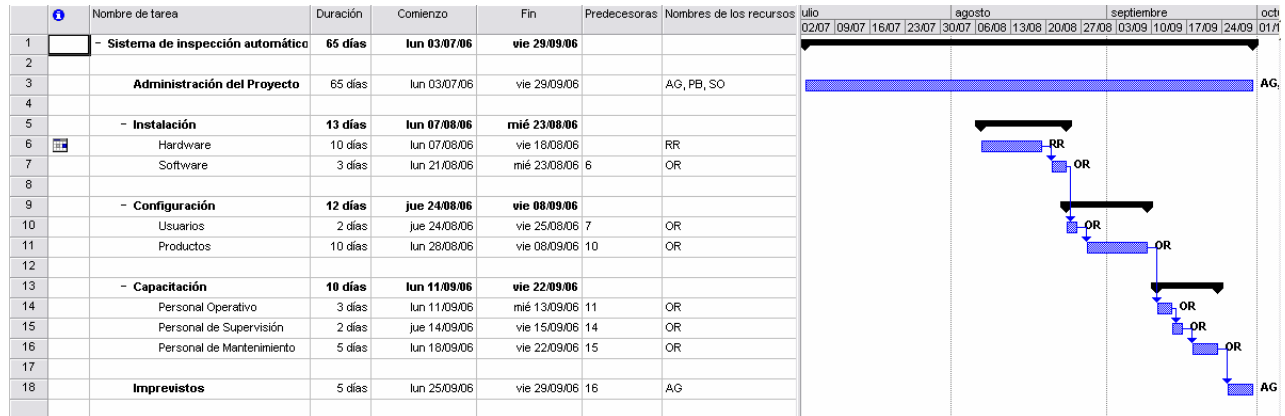 Nombre de tarea Duración Comienzo Fin Predecesoras Nombres de los recursos ulio agosto septiembre octu
02/07 09/07 16/07 23/07 30/07 06/08 13/08 20/08 27/08 03/09 10/09 17/09 24/09 01/1
1 − Sistema de inspección automático 65 días lun 03/07/06 vie 29/09/06
2
3 Administración del Proyecto 65 días lun 03/07/06 vie 29/09/06 AG, PB, SO AG,
4
5 − Instalación 13 días lun 07/08/06 mié 23/08/06
6 Hardware 10 días lun 07/08/06 vie 18/08/06 RR RR
7 Software 3 días lun 21/08/06 mié 23/08/06 6 OR OR
8
9 − Configuración 12 días jue 24/08/06 vie 08/09/06
10 Usuarios 2 días jue 24/08/06 vie 25/08/06 7 OR OR
11 Productos 10 días lun 28/08/06 vie 08/09/06 10 OR OR
12
13 − Capacitación 10 días lun 11/09/06 vie 22/09/06
14 Personal Operativo 3 días lun 11/09/06 mié 13/09/06 11 OR OR
15 Personal de Supervisión 2 días jue 14/09/06 vie 15/09/06 14 OR OR
16 Personal de Mantenimiento 5 días lun 18/09/06 vie 22/09/06 15 OR OR
17
18 Imprevistos 5 días lun 25/09/06 vie 29/09/06 16 AG AG